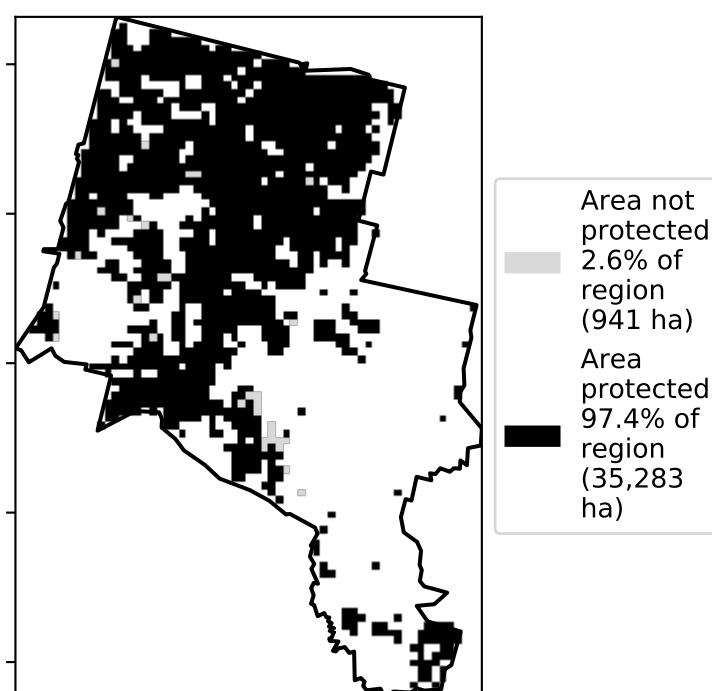 Area not
protected
2.6% of
region
(941 ha)
Area
protected
97.4% of
region
(35,283
ha)